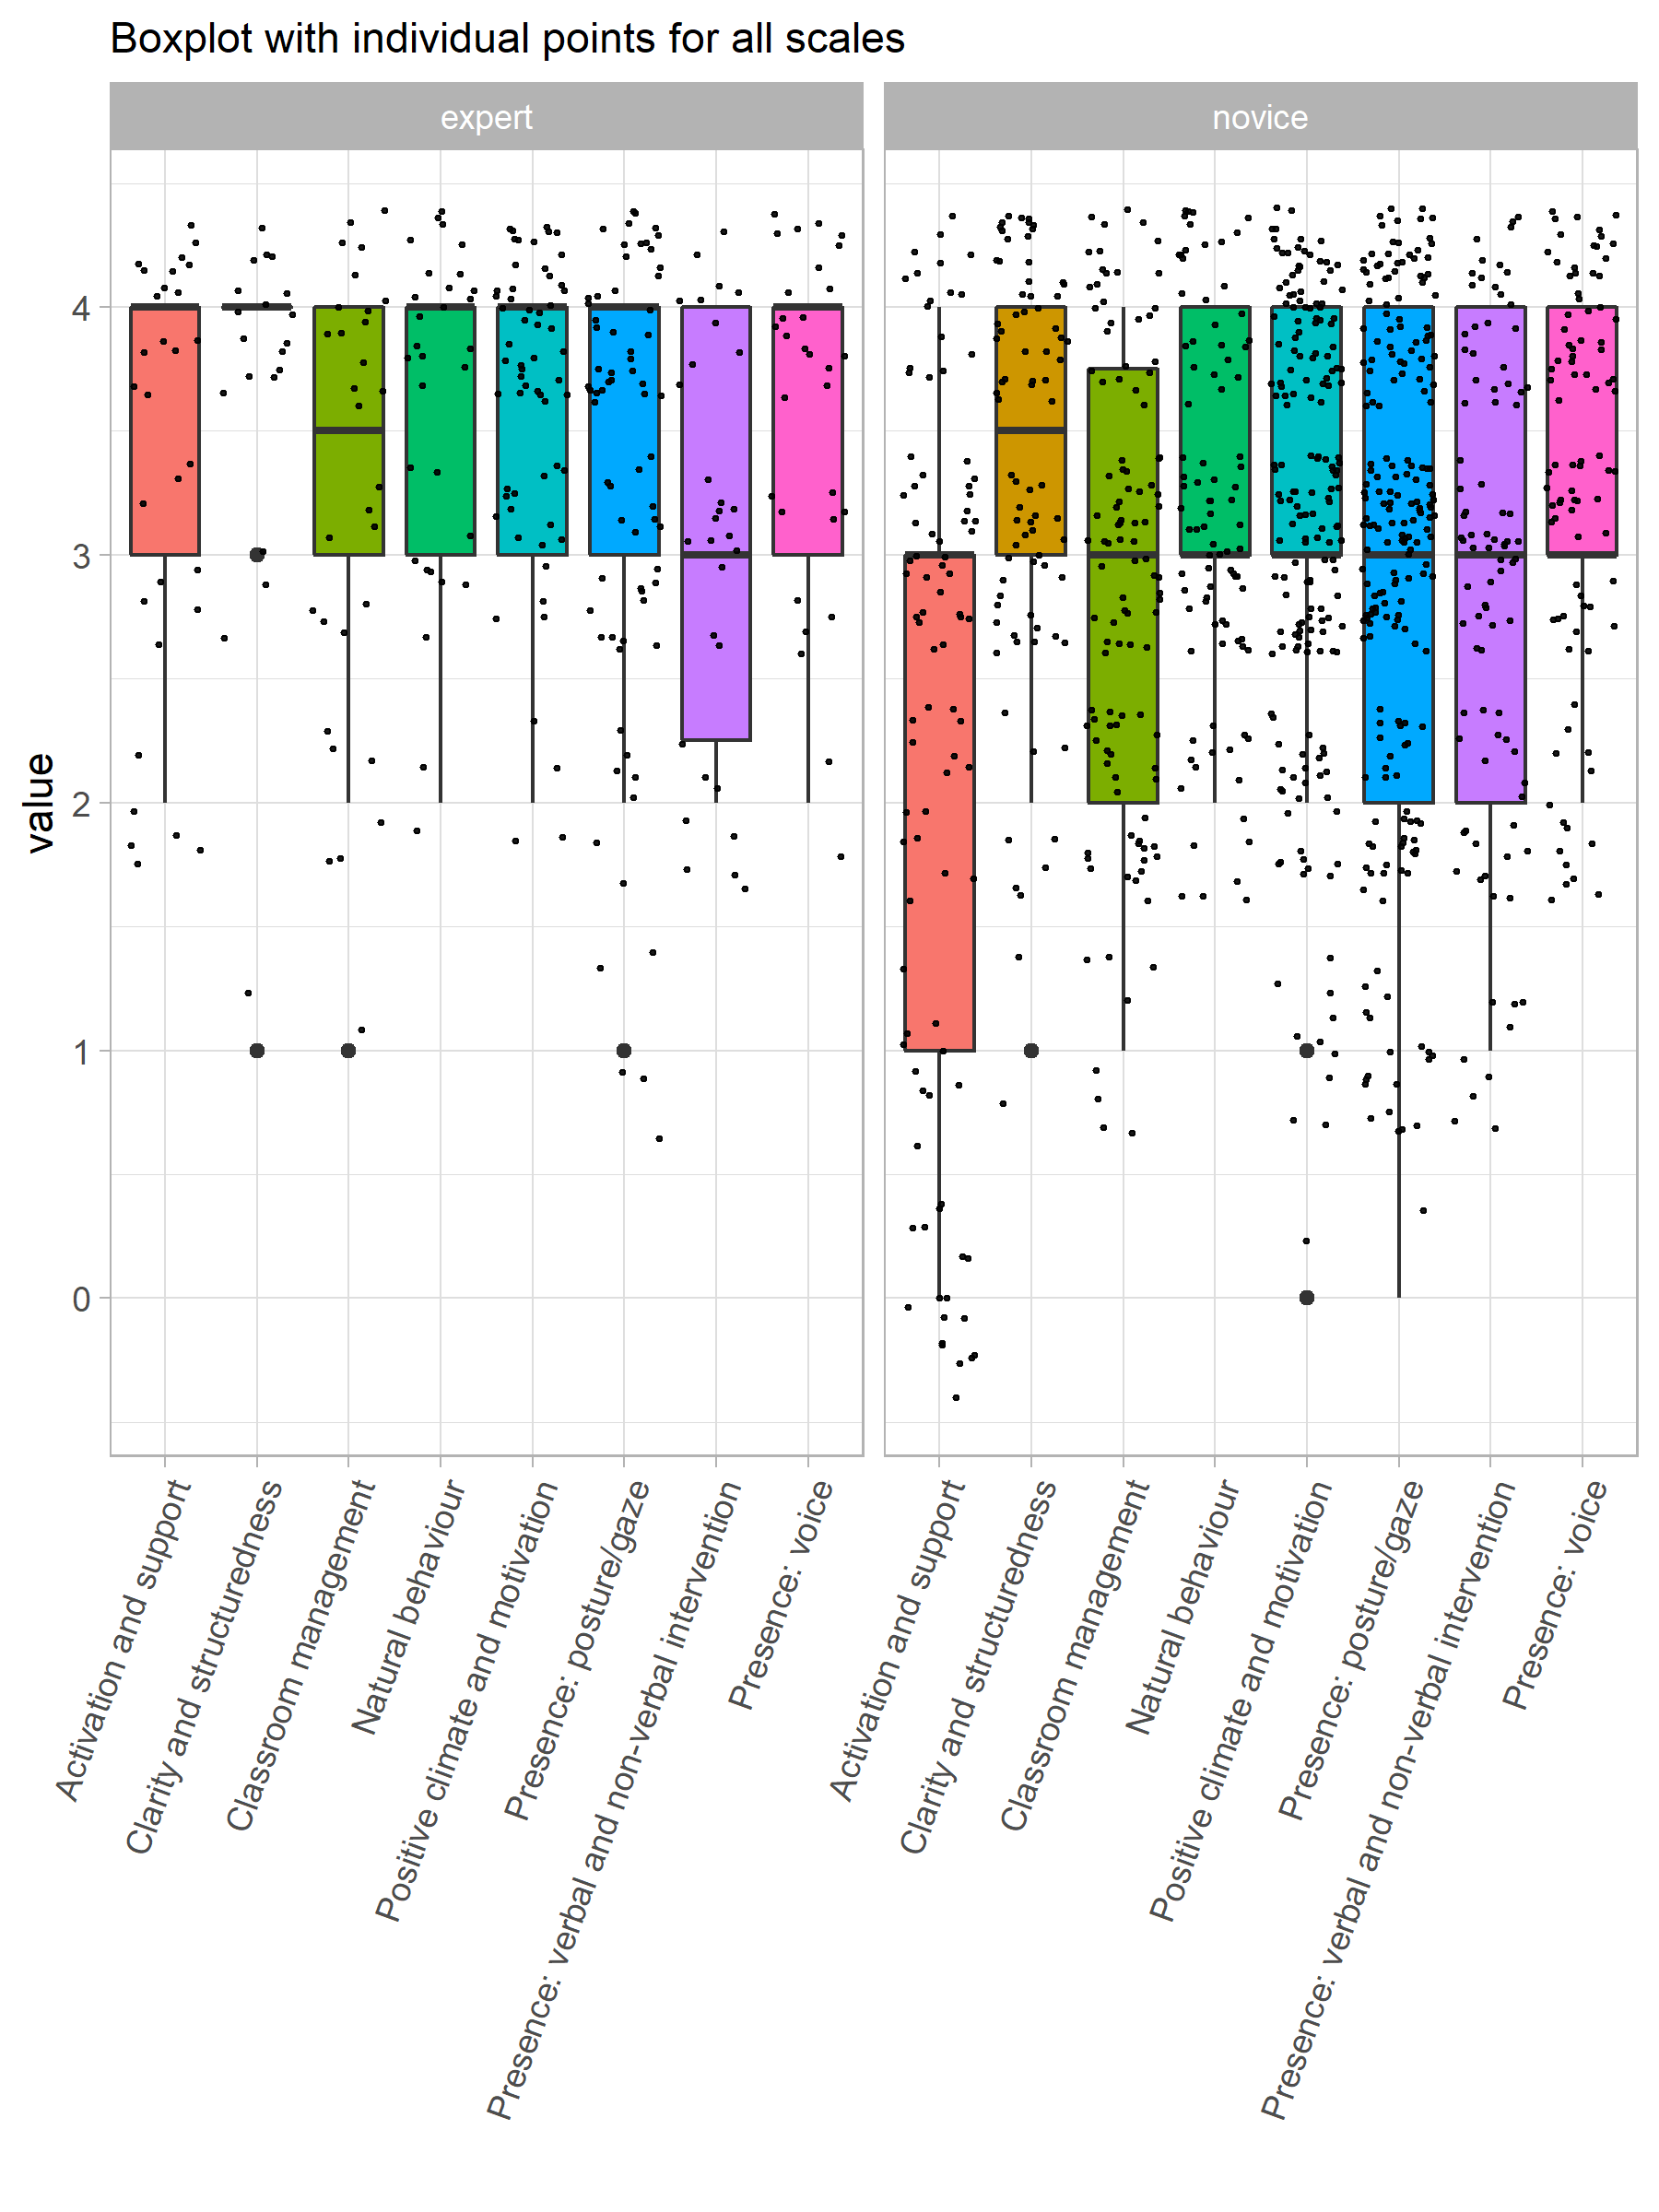 Boxplot with individual points for all scales
expert
novice
value
4
3
2
1
0
Activation and support
Clarity and structuredness
Classroom management
Natural behaviour
Positive climate and motivation
Presence: posture/gaze
Presence: verbal and non-verbal intervention
Presence: voice
Activation and support
Clarity and structuredness
Classroom management
Natural behaviour
Positive climate and motivation
Presence: posture/gaze
Presence: verbal and non-verbal intervention
Presence: voice